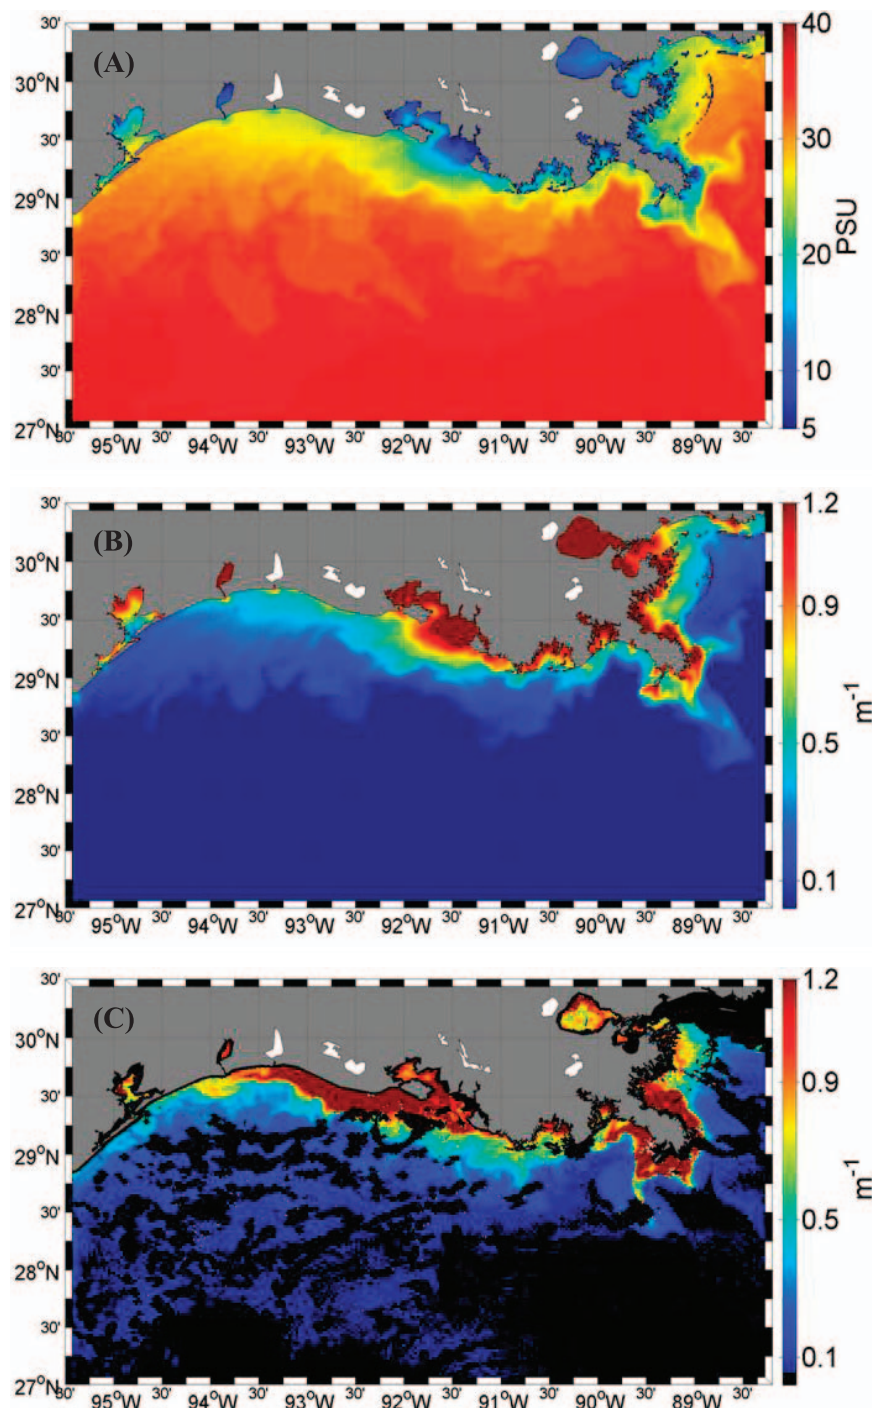 30'
(A)
30°N
30'
29°N
30'
28°N
30'
27°N
30'
95°W
30'
94°W
30'
93°W
30'
92°W
30'
91°W
30'
90°W
30'
89°W
30'
40
30
20
10
5
PSU
30'
(B)
30°N
30'
29°N
30'
28°N
30'
27°N
30'
95°W
30'
94°W
30'
93°W
30'
92°W
30'
91°W
30'
90°W
30'
89°W
30'
1.2
0.9
0.5
0.1
m⁻¹
30'
(C)
30°N
30'
29°N
30'
28°N
30'
27°N
30'
95°W
30'
94°W
30'
93°W
30'
92°W
30'
91°W
30'
90°W
30'
89°W
30'
1.2
0.9
0.5
0.1
m⁻¹